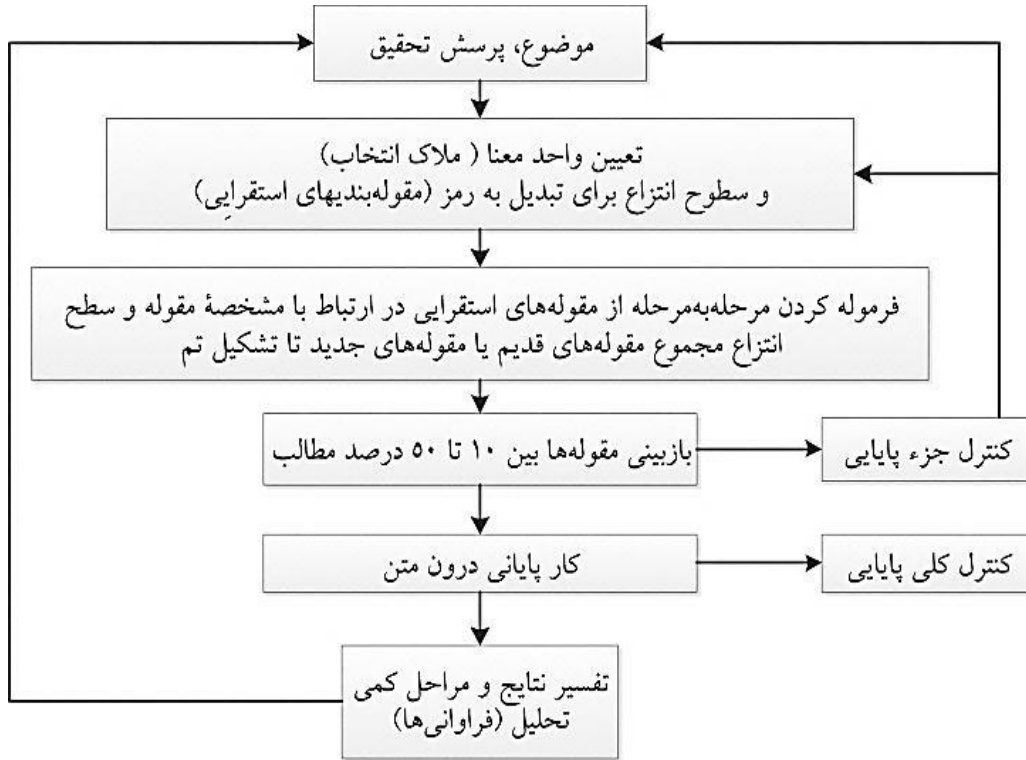 موضوع، پرسش تحقیق
تعیین واحد معنا ( ملاک انتخاب)
و سطوح انتزاع برای تبدیل به رمز (مقوله‌بندیهای استقرایی)
فرموله کردن مرحله‌به‌مرحله از مقوله‌های استقرایی در ارتباط با مشخصهٔ مقوله و سطح
انتزاع مجموع مقوله‌های قدیم یا مقوله‌های جدید تا تشکیل تم
بازبینی مقوله‌ها بین ۱۰ تا ۵۰ درصد مطالب
کنترل جزء پایایی
کار پایانی درون متن
کنترل کلی پایایی
تفسیر نتایج و مراحل کمی
تحلیل (فراوانی‌ها)